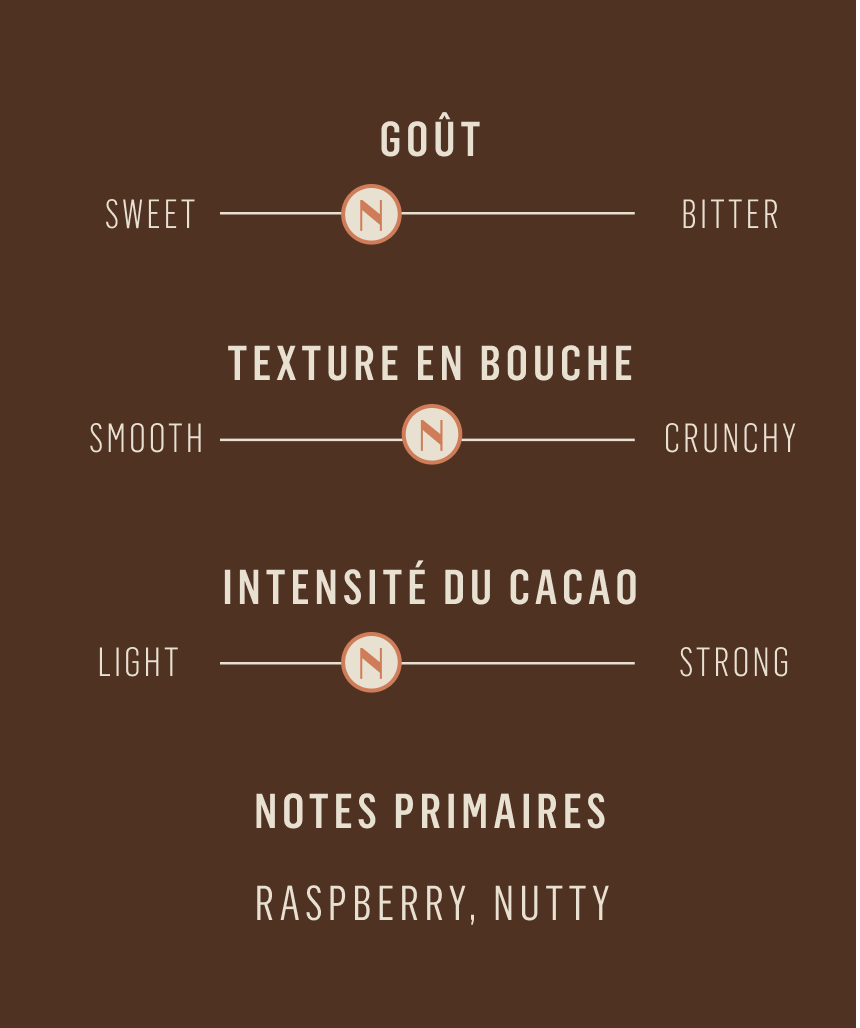 GOÛT
SWEET N BITTER
TEXTURE EN BOUCHE
SMOOTH N CRUNCHY
INTENSITÉ DU CACAO
LIGHT N STRONG
NOTES PRIMAIRES
RASPBERRY, NUTTY